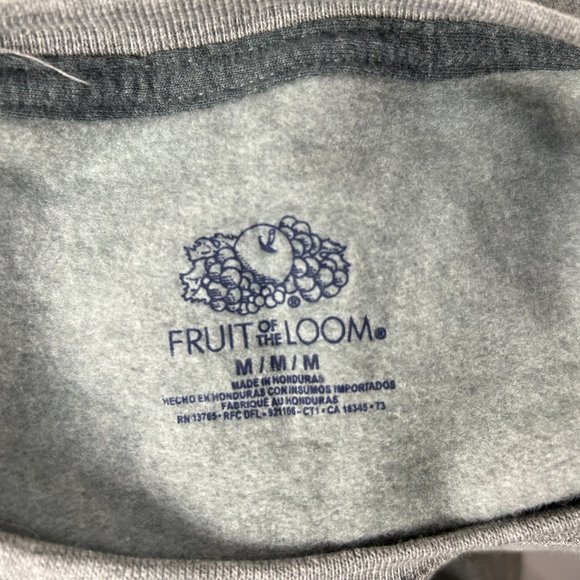 ®
FRUIT OF THE LOOM®
M / M / M
MADE IN HONDURAS
HECHO EN HONDURAS CON INSUMOS IMPORTADOS
FABRIQUE AU HONDURAS
RN 13765 • RFC DFL • 921106 - CT1 • CA 18345 • 73